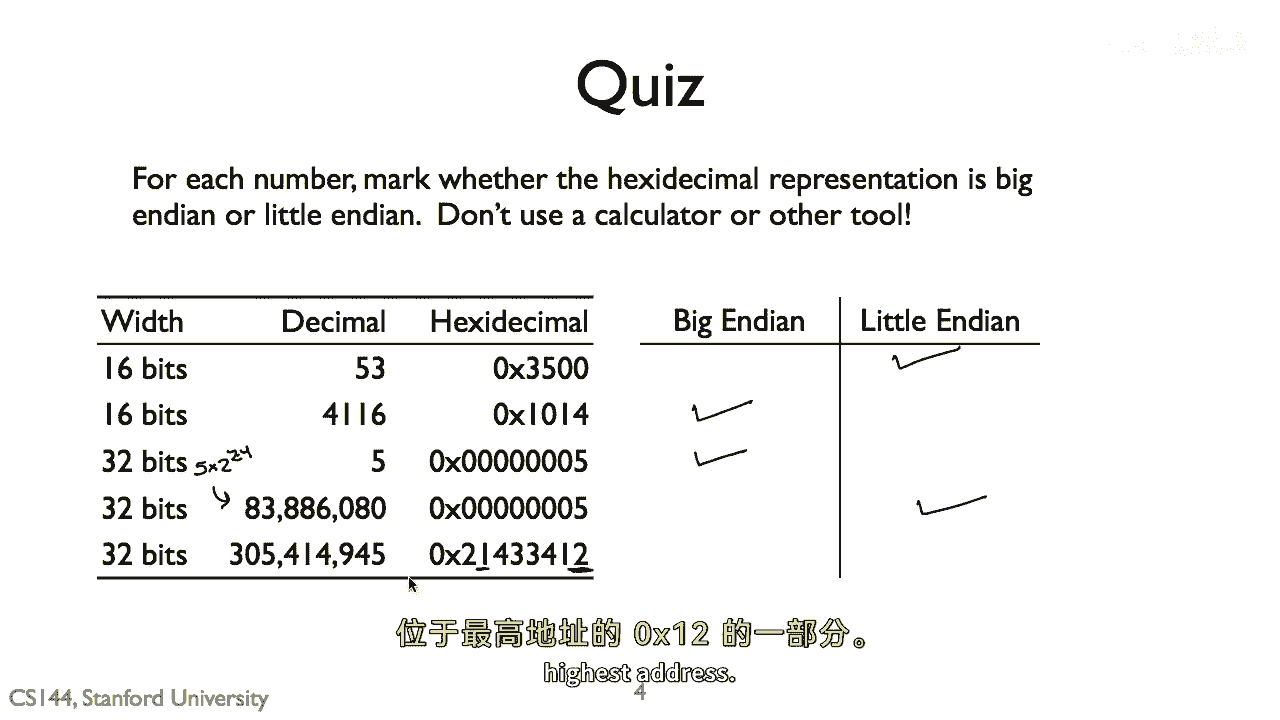 Quiz
For each number, mark whether the hexidecimal representation is big
endian or little endian. Don't use a calculator or other tool!
Width Decimal Hexidecimal Big Endian Little Endian
16 bits 53 0x3500
16 bits 4116 0x1014
32 bits 5x2^24 5 0x00000005
32 bits 83,886,080 0x00000005
32 bits 305,414,945 0x21433412
位于最高地址的 0x12 的一部分。
highest address.
CS144, Stanford University 4